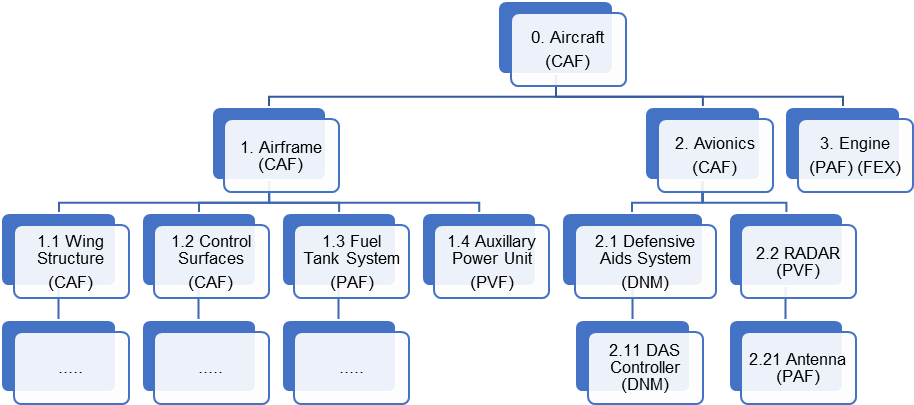 0. Aircraft
(CAF)
1. Airframe
(CAF)
2. Avionics
(CAF)
3. Engine
(PAF) (FEX)
1.1 Wing
Structure
(CAF)
1.2 Control
Surfaces
(CAF)
1.3 Fuel
Tank System
(PAF)
1.4 Auxillary
Power Unit
(PVF)
2.1 Defensive
Aids System
(DNM)
2.2 RADAR
(PVF)
.....
.....
.....
2.11 DAS
Controller
(DNM)
2.21 Antenna
(PAF)